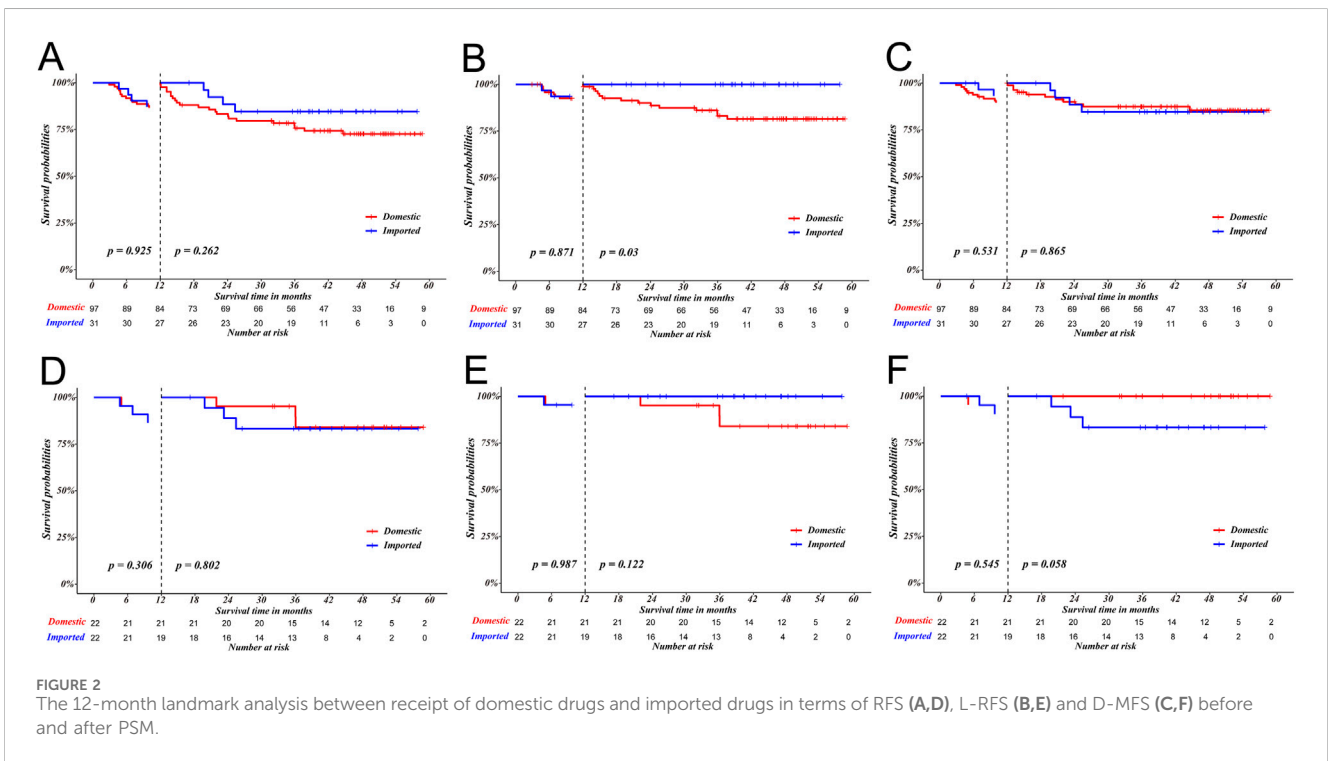 A
Survival probabilities
100%
75%
50%
25%
0%
Domestic
Imported
p = 0.925 p = 0.262
0 6 12 18 24 30 36 42 48 54 60
Survival time in months
Domestic 97 89 84 73 69 66 56 47 33 16 9
Imported 31 30 27 26 23 20 19 11 6 3 0
Number at risk
B
Survival probabilities
100%
75%
50%
25%
0%
Domestic
Imported
p = 0.871 p = 0.03
0 6 12 18 24 30 36 42 48 54 60
Survival time in months
Domestic 97 89 84 73 69 66 56 47 33 16 9
Imported 31 30 27 26 23 20 19 11 6 3 0
Number at risk
C
Survival probabilities
100%
75%
50%
25%
0%
Domestic
Imported
p = 0.531 p = 0.865
0 6 12 18 24 30 36 42 48 54 60
Survival time in months
Domestic 97 89 84 73 69 66 56 47 33 16 9
Imported 31 30 27 26 23 20 19 11 6 3 0
Number at risk
D
Survival probabilities
100%
75%
50%
25%
0%
Domestic
Imported
p = 0.306 p = 0.802
0 6 12 18 24 30 36 42 48 54 60
Survival time in months
Domestic 22 21 21 21 20 20 15 14 12 5 2
Imported 22 21 19 18 16 14 13 8 4 2 0
Number at risk
E
Survival probabilities
100%
75%
50%
25%
0%
Domestic
Imported
p = 0.987 p = 0.122
0 6 12 18 24 30 36 42 48 54 60
Survival time in months
Domestic 22 21 21 21 20 20 15 14 12 5 2
Imported 22 21 19 18 16 14 13 8 4 2 0
Number at risk
F
Survival probabilities
100%
75%
50%
25%
0%
Domestic
Imported
p = 0.545 p = 0.058
0 6 12 18 24 30 36 42 48 54 60
Survival time in months
Domestic 22 21 21 21 20 20 15 14 12 5 2
Imported 22 21 19 18 16 14 13 8 4 2 0
Number at risk
FIGURE 2
The 12-month landmark analysis between receipt of domestic drugs and imported drugs in terms of RFS (A,D), L-RFS (B,E) and D-MFS (C,F) before
and after PSM.